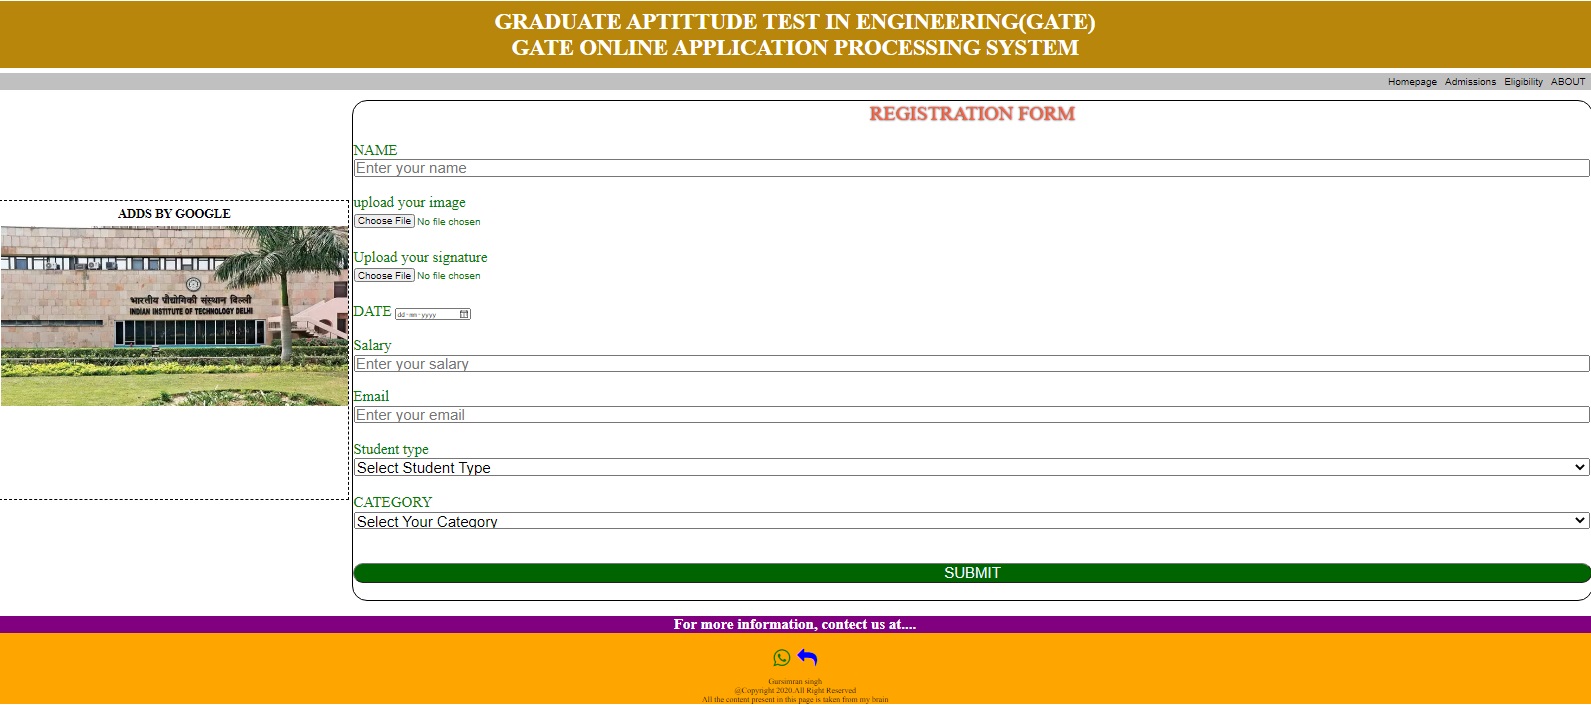 GRADUATE APTITTUDE TEST IN ENGINEERING(GATE)
GATE ONLINE APPLICATION PROCESSING SYSTEM
Homepage Admissions Eligibility ABOUT
ADDS BY GOOGLE
भारतीय प्रौद्योगिकी संस्थान दिल्ली
INDIAN INSTITUTE OF TECHNOLOGY DELHI
REGISTRATION FORM
NAME
Enter your name
upload your image
Choose File No file chosen
Upload your signature
Choose File No file chosen
DATE dd-mm-yyyy
Salary
Enter your salary
Email
Enter your email
Student type
Select Student Type
CATEGORY
Select Your Category
SUBMIT
For more information, contect us at....
Gursimran singh
@Copyright 2020.All Right Reserved
All the content present in this page is taken from my brain